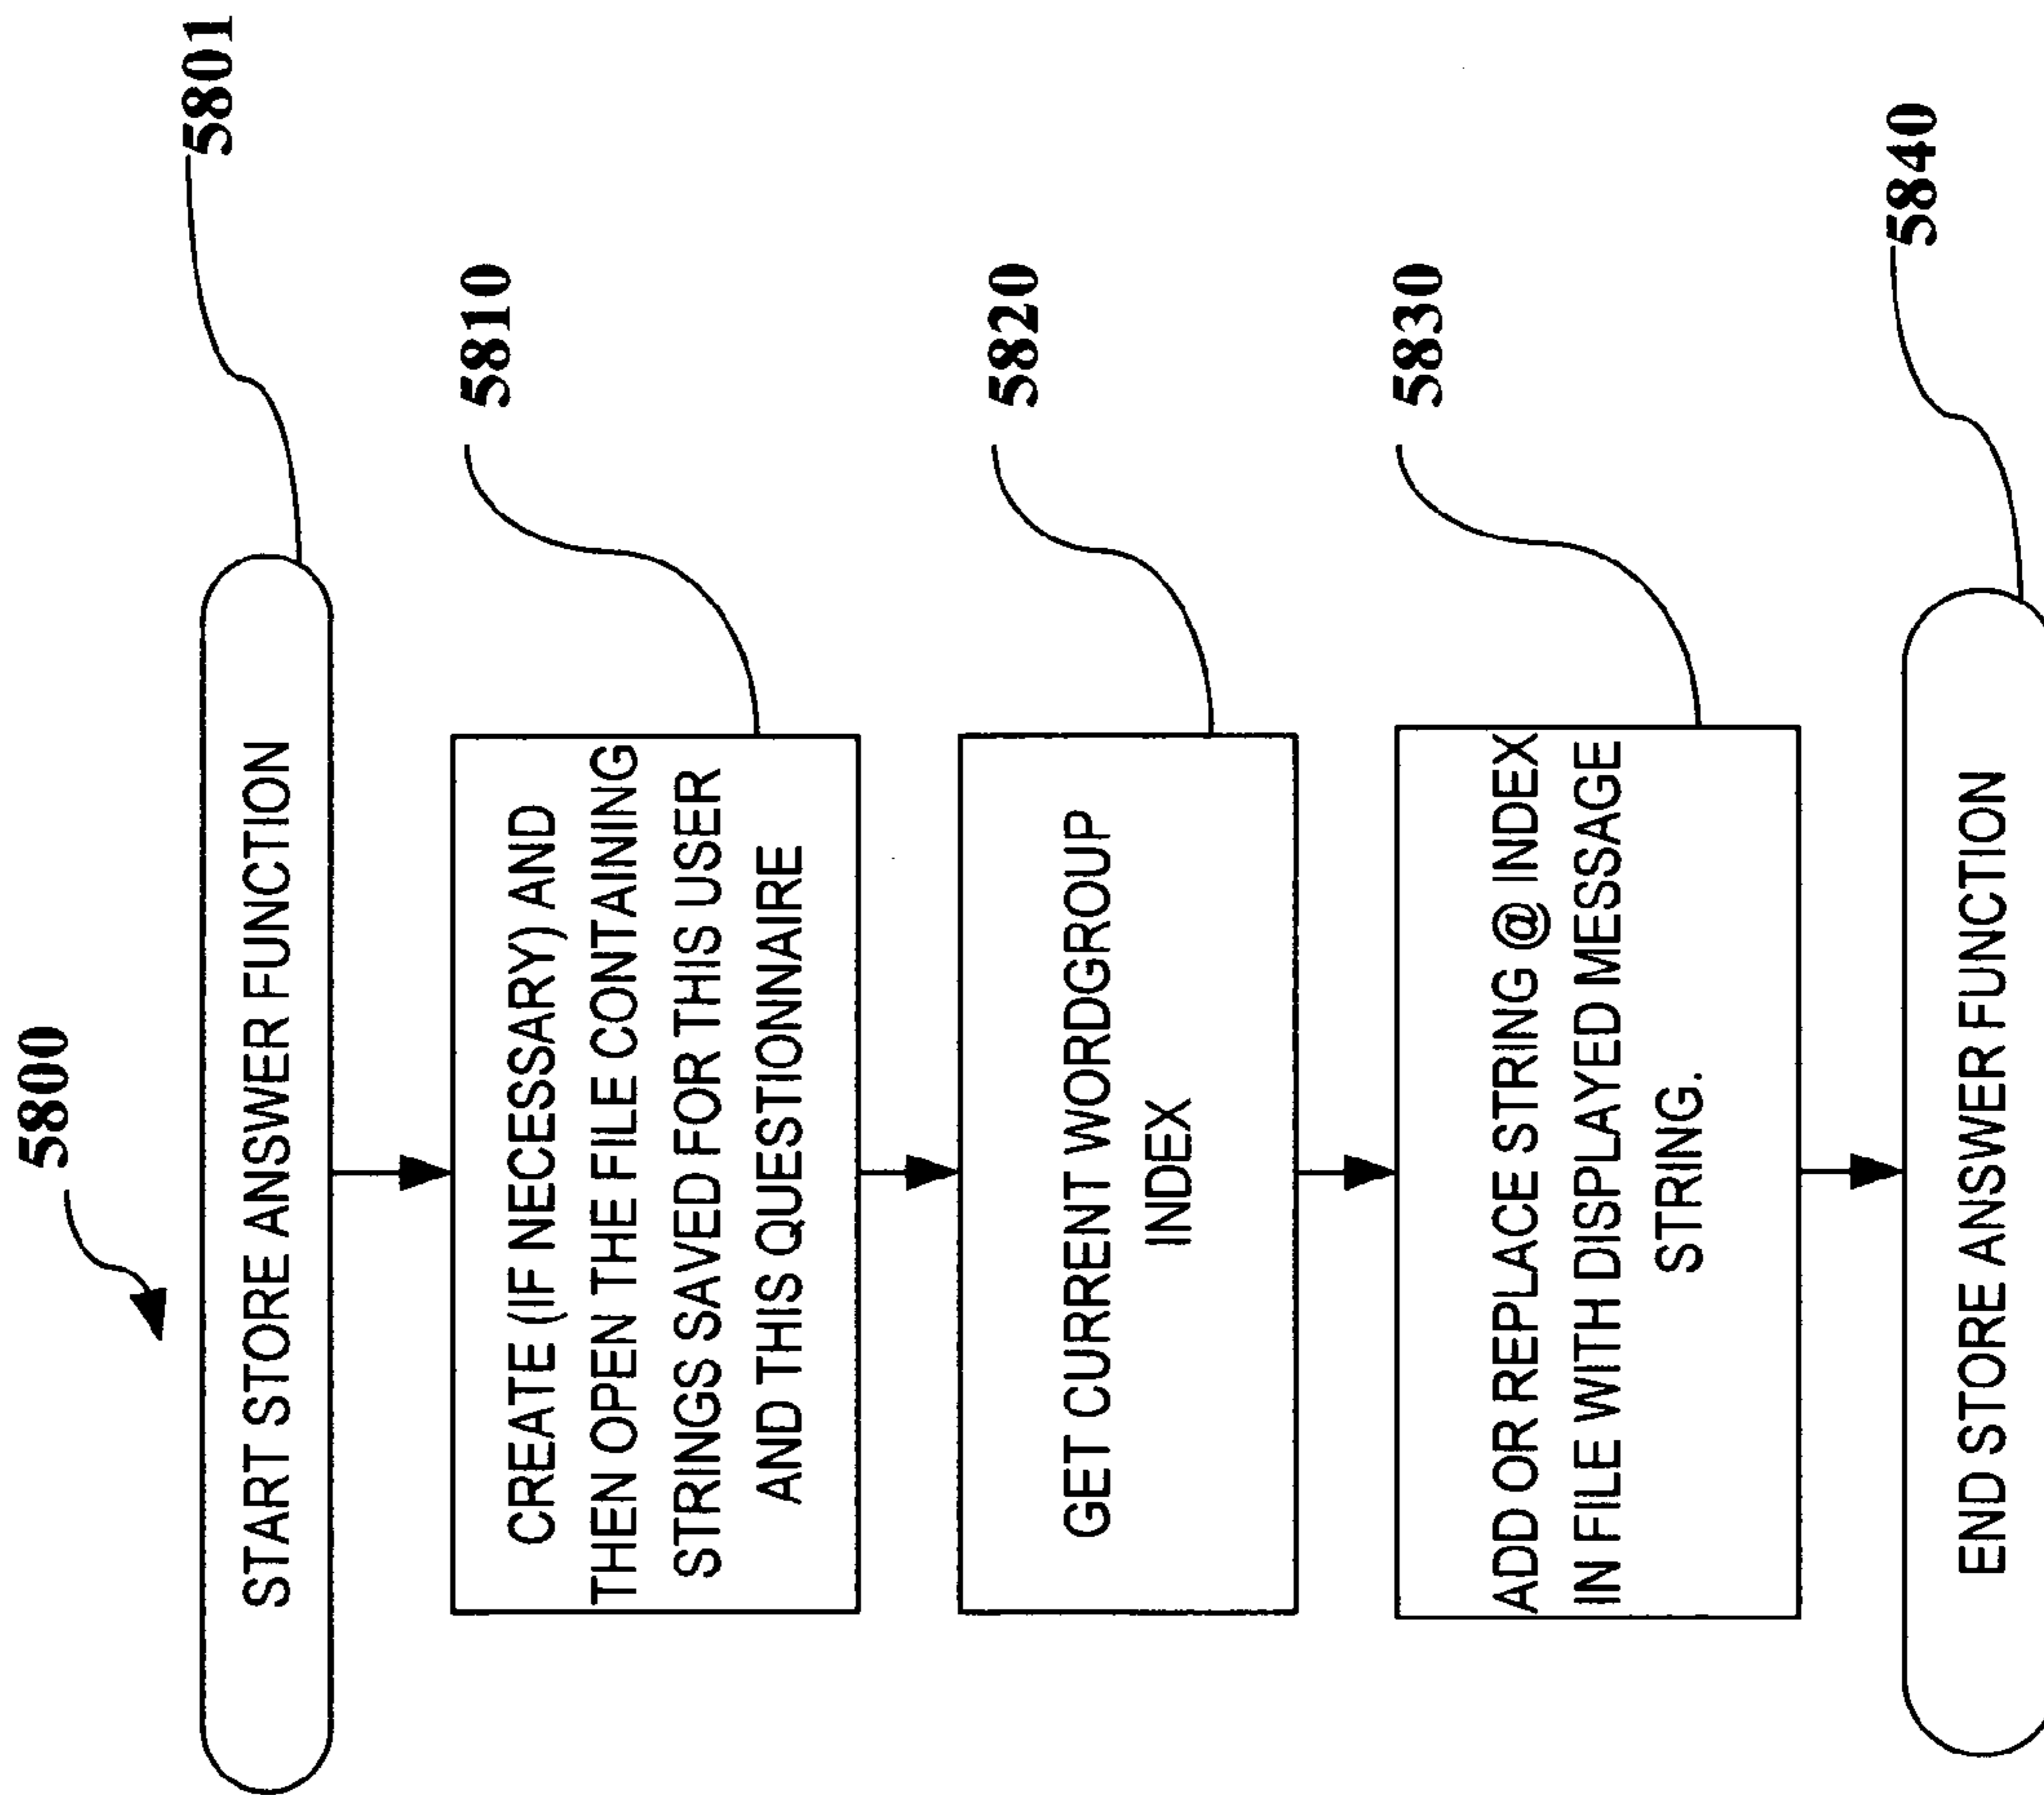 5800
START STORE ANSWER FUNCTION
5801
CREATE (IF NECESSARY) AND
THEN OPEN THE FILE CONTAINING
STRINGS SAVED FOR THIS USER
AND THIS QUESTIONNAIRE
5810
GET CURRENT WORDGROUP
INDEX
5820
ADD OR REPLACE STRING @ INDEX
IN FILE WITH DISPLAYED MESSAGE
STRING.
5830
END STORE ANSWER FUNCTION
5840